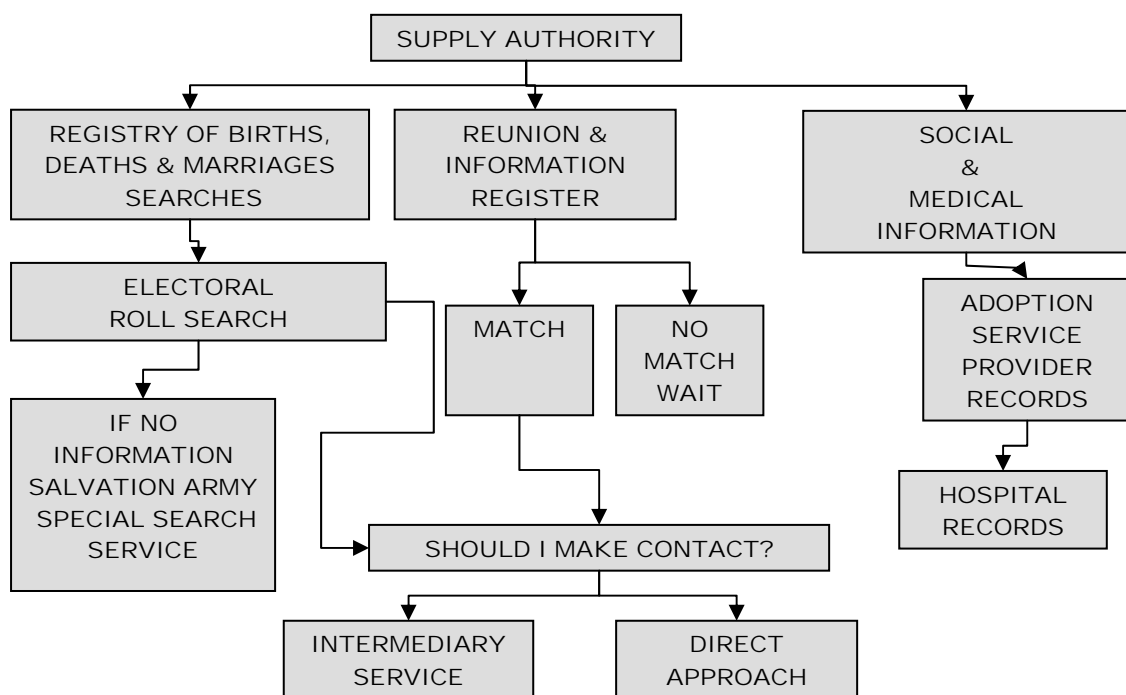 SUPPLY AUTHORITY
REGISTRY OF BIRTHS,
DEATHS & MARRIAGES
SEARCHES
REUNION &
INFORMATION
REGISTER
SOCIAL
&
MEDICAL
INFORMATION
ELECTORAL
ROLL SEARCH
MATCH
NO
MATCH
WAIT
ADOPTION
SERVICE
PROVIDER
RECORDS
IF NO
INFORMATION
SALVATION ARMY
SPECIAL SEARCH
SERVICE
HOSPITAL
RECORDS
SHOULD I MAKE CONTACT?
INTERMEDIARY
SERVICE
DIRECT
APPROACH